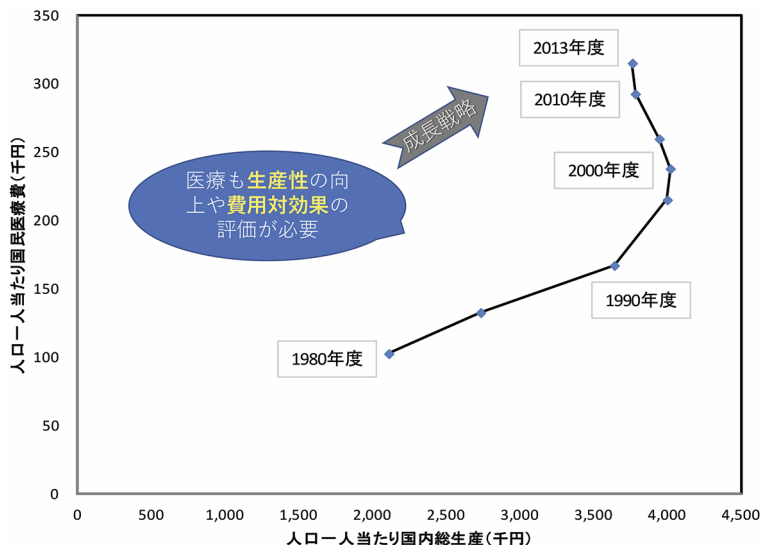 350
300
250
200
150
100
50
0
人口一人当たり国民医療費(千円)
2013年度
2010年度
2000年度
1990年度
1980年度
成長戦略
医療も生産性の向
上や費用対効果の
評価が必要
0 500 1,000 1,500 2,000 2,500 3,000 3,500 4,000 4,500
人口一人当たり国内総生産(千円)